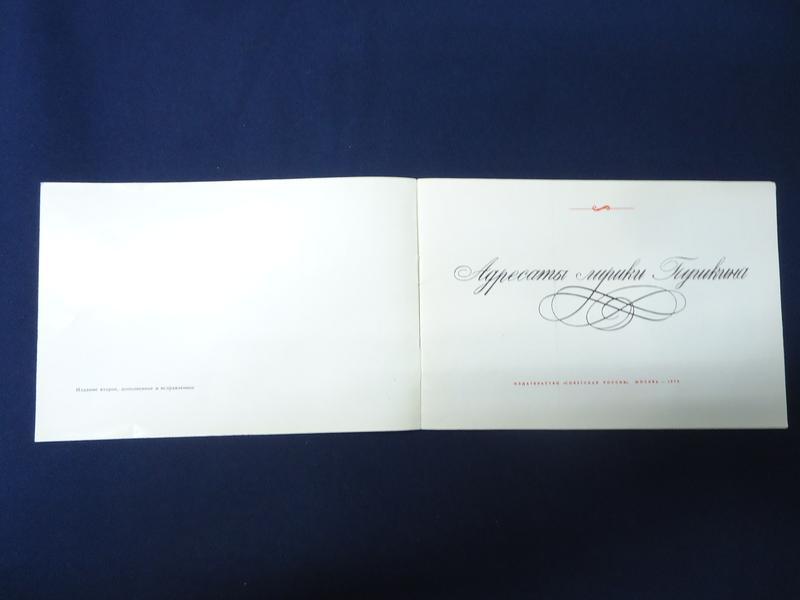 Издание второе, дополненное и исправленное
Адресаты лирики Пушкина
ИЗДАТЕЛЬСТВО «СОВЕТСКАЯ РОССИЯ», МОСКВА —